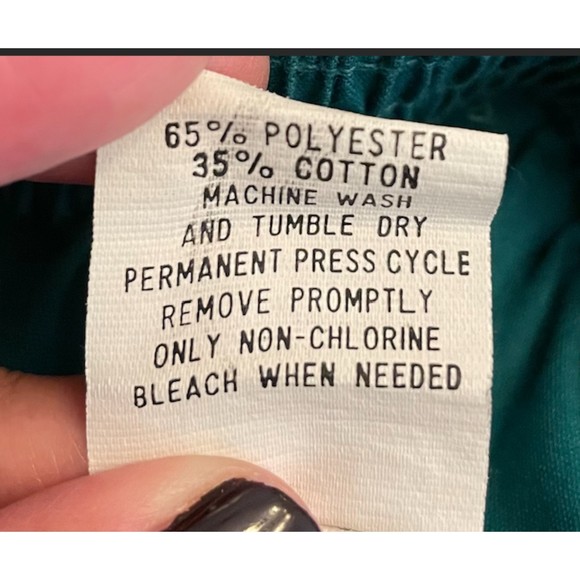 65% POLYESTER
35% COTTON
MACHINE WASH
AND TUMBLE DRY
PERMANENT PRESS CYCLE
REMOVE PROMPTLY
ONLY NON-CHLORINE
BLEACH WHEN NEEDED